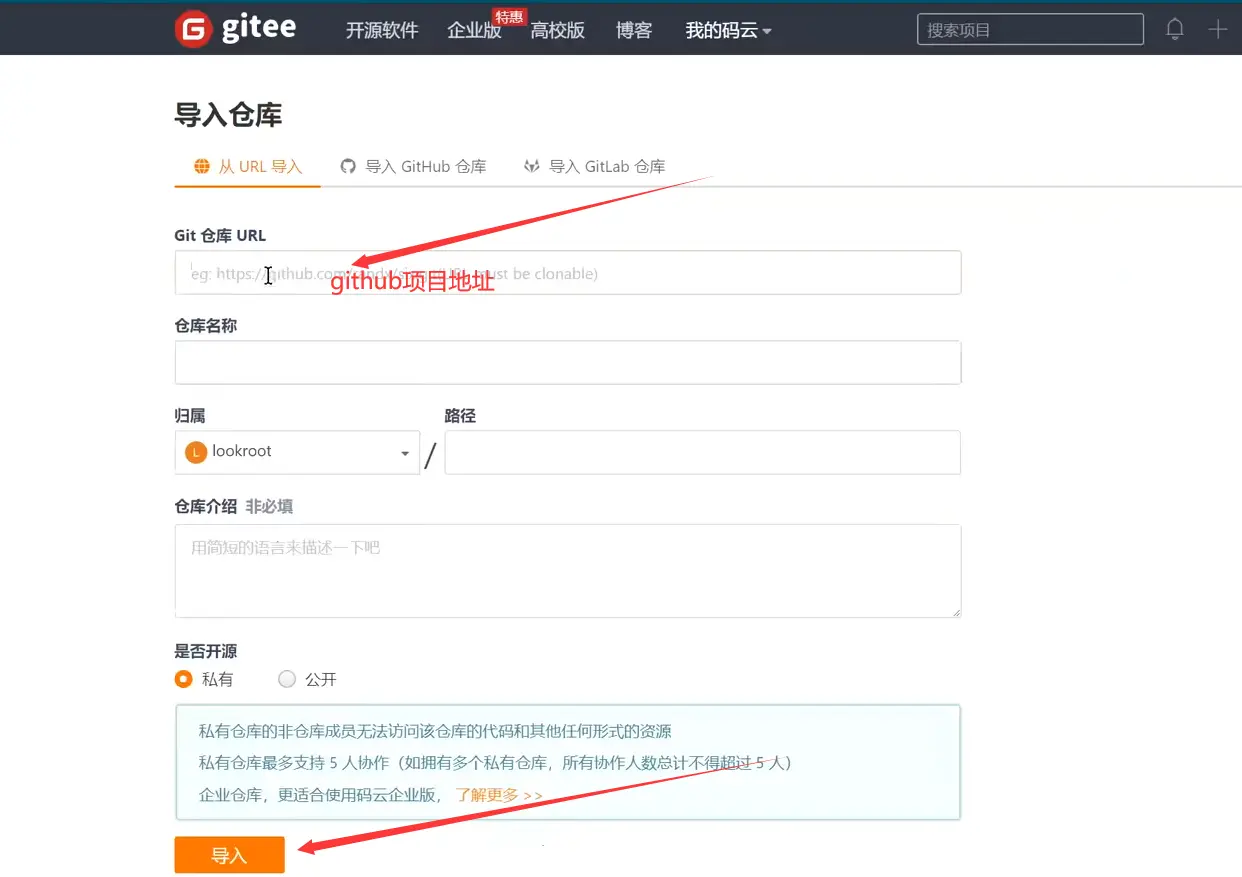 gitee 开源软件 企业版 特惠 高校版 博客 我的码云 搜索项目
导入仓库
从 URL 导入 导入 GitHub 仓库 导入 GitLab 仓库
Git 仓库 URL
eg: https://github.com/ must be clonable)
github项目地址
仓库名称
归属 路径
L lookroot /
仓库介绍 非必填
用简短的语言来描述一下吧
是否开源
私有 公开
私有仓库的非仓库成员无法访问该仓库的代码和其他任何形式的资源
私有仓库最多支持 5 人协作（如拥有多个私有仓库，所有协作人数总计不得超过 5 人）
企业仓库，更适合使用码云企业版， 了解更多 >>
导入